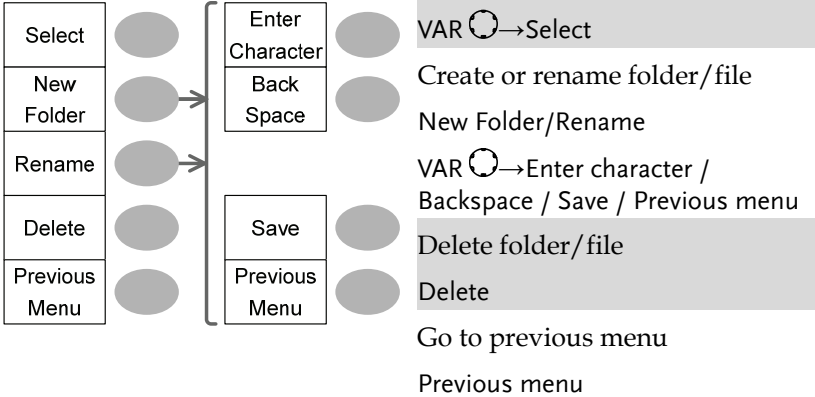 Select
New
Folder
Rename
Delete
Previous
Menu
Enter
Character
Back
Space
Save
Previous
Menu
VAR →Select
Create or rename folder/file
New Folder/Rename
VAR →Enter character /
Backspace / Save / Previous menu
Delete folder/file
Delete
Go to previous menu
Previous menu